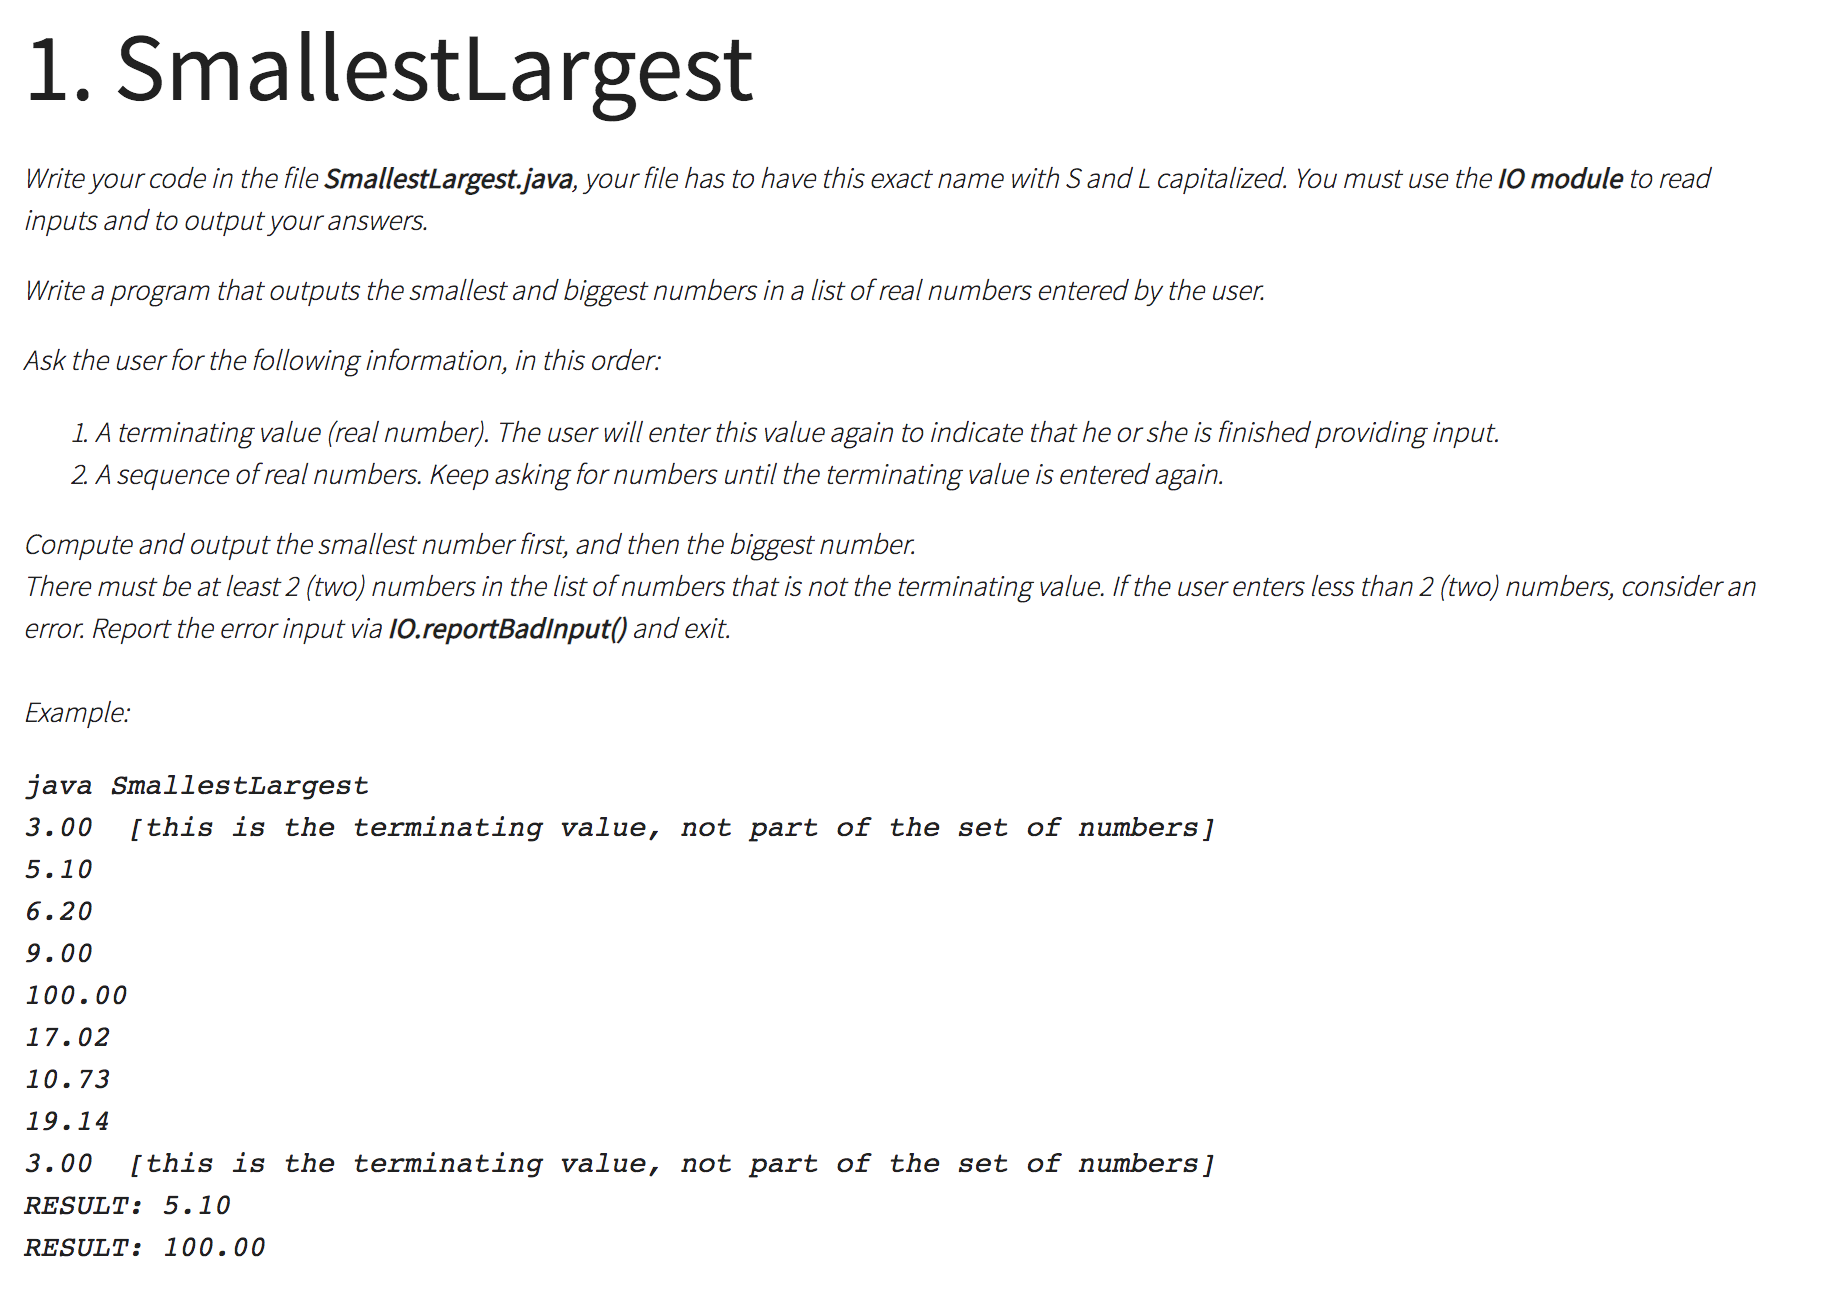 1. SmallestLargest
Write your code in the file SmallestLargest.java, your file has to have this exact name with S and L capitalized. You must use the IO module to read
inputs and to output your answers.
Write a program that outputs the smallest and biggest numbers in a list of real numbers entered by the user.
Ask the user for the following information, in this order:
1. A terminating value (real number). The user will enter this value again to indicate that he or she is finished providing input.
2. A sequence of real numbers. Keep asking for numbers until the terminating value is entered again.
Compute and output the smallest number first, and then the biggest number.
There must be at least 2 (two) numbers in the list of numbers that is not the terminating value. If the user enters less than 2 (two) numbers, consider an
error. Report the error input via IO.reportBadInput() and exit.
Example:
java SmallestLargest
3.00  [this is the terminating value, not part of the set of numbers]
5.10
6.20
9.00
100.00
17.02
10.73
19.14
3.00  [this is the terminating value, not part of the set of numbers]
RESULT: 5.10
RESULT: 100.00